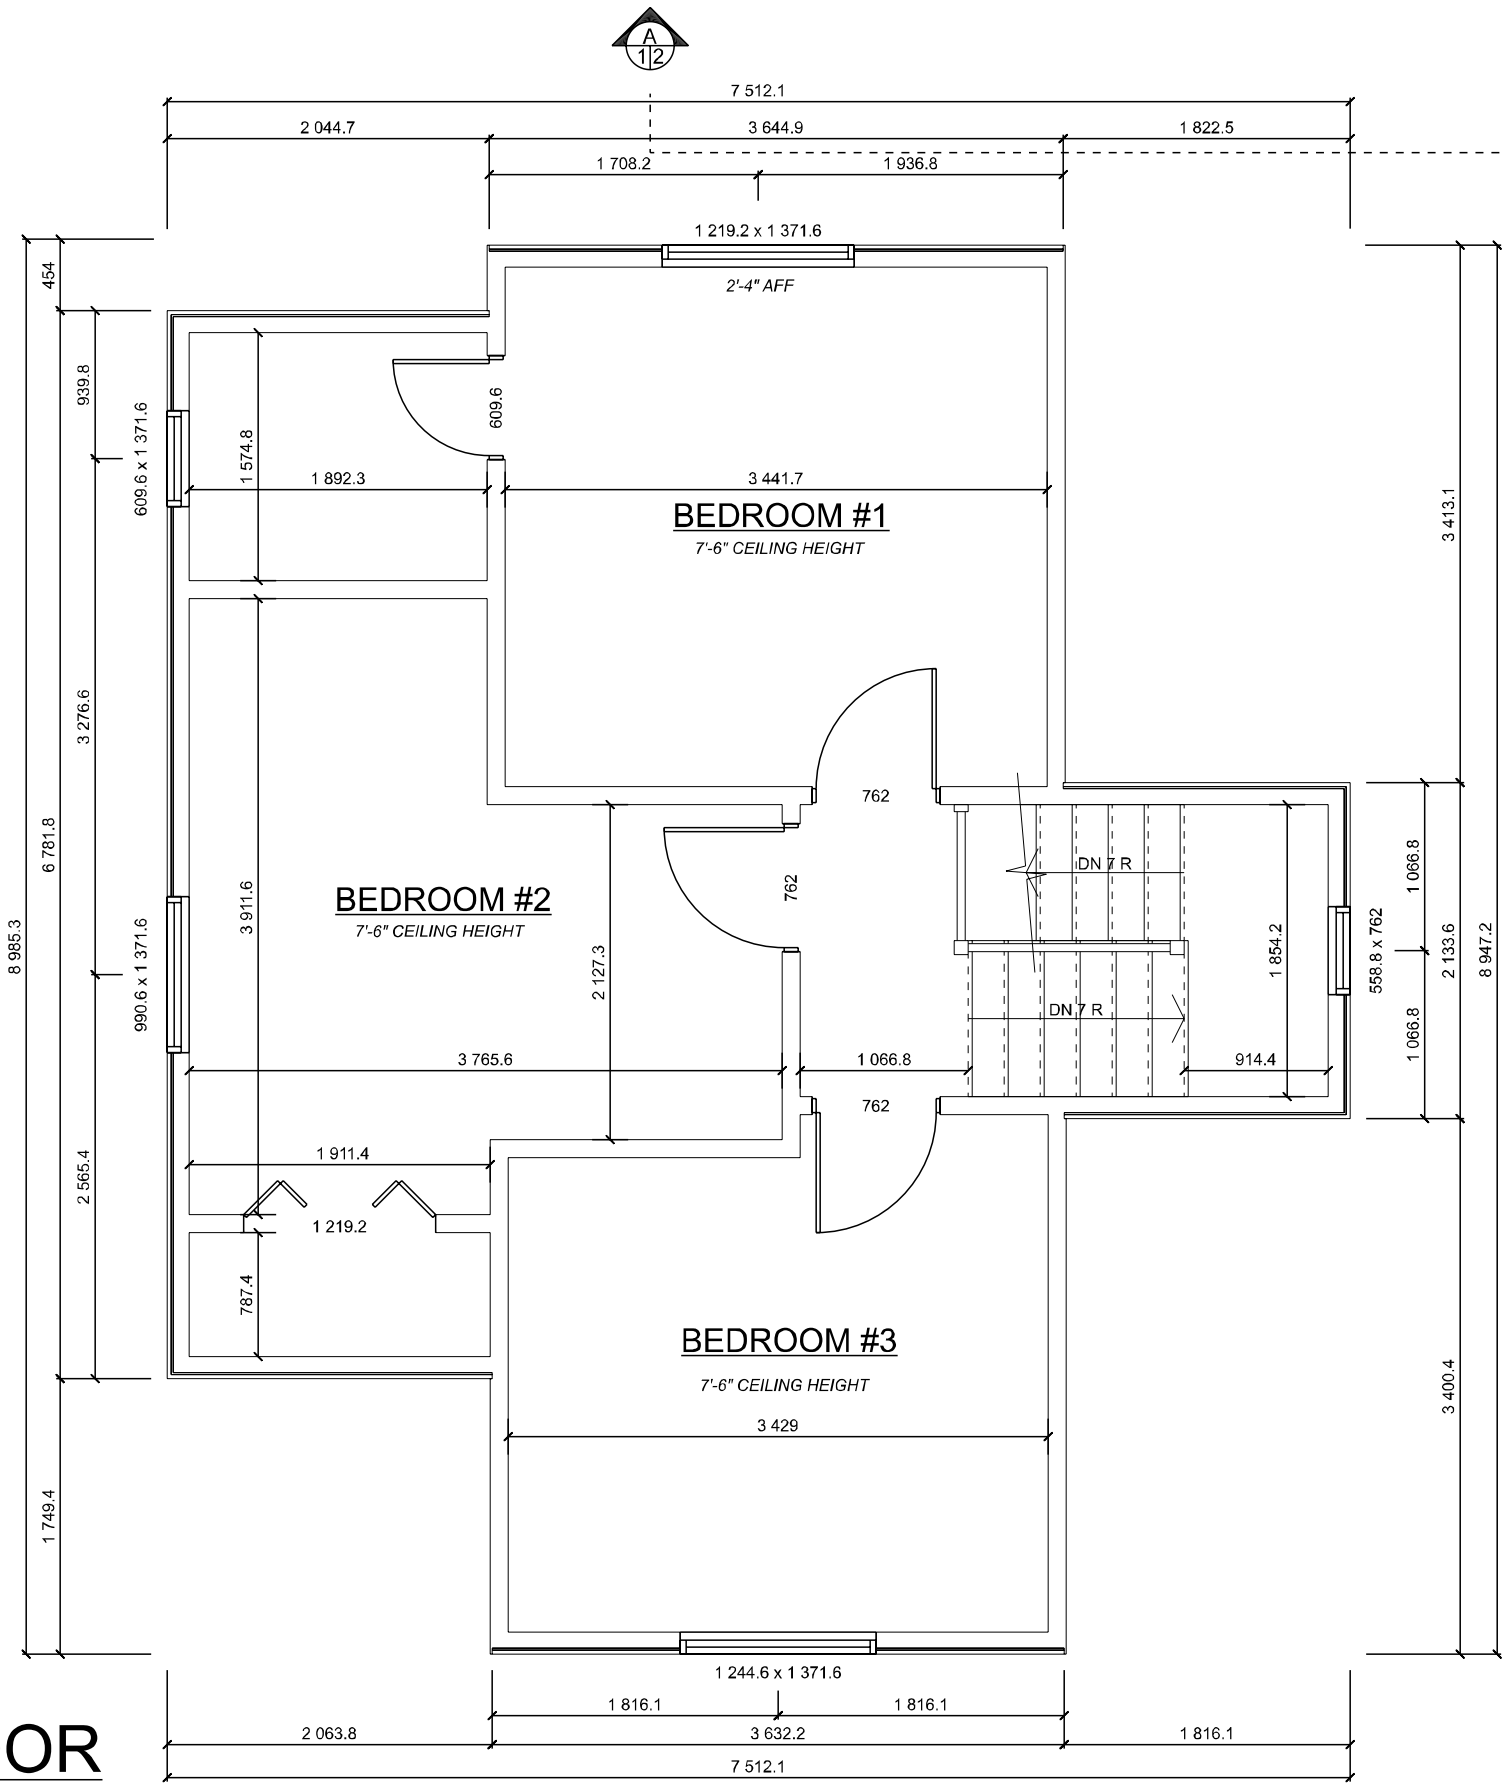 A
1 2
7 512.1
2 044.7
3 644.9
1 822.5
1 708.2
1 936.8
1 219.2 x 1 371.6
2'-4" AFF
454
939.8
609.6 x 1 371.6
1 574.8
609.6
1 892.3
3 441.7
BEDROOM #1
7'-6" CEILING HEIGHT
3 413.1
3 276.6
6 781.8
8 985.3
762
DN 7 R
1 066.8
BEDROOM #2
7'-6" CEILING HEIGHT
3 911.6
762
990.6 x 1 371.6
2 127.3
1 854.2
558.8 x 762
2 133.6
8 947.2
DN 7 R
1 066.8
3 765.6
1 066.8
914.4
762
1 911.4
2 565.4
1 219.2
787.4
BEDROOM #3
7'-6" CEILING HEIGHT
3 400.4
3 429
1 749.4
1 244.6 x 1 371.6
1 816.1
1 816.1
2 063.8
3 632.2
1 816.1
7 512.1
OR